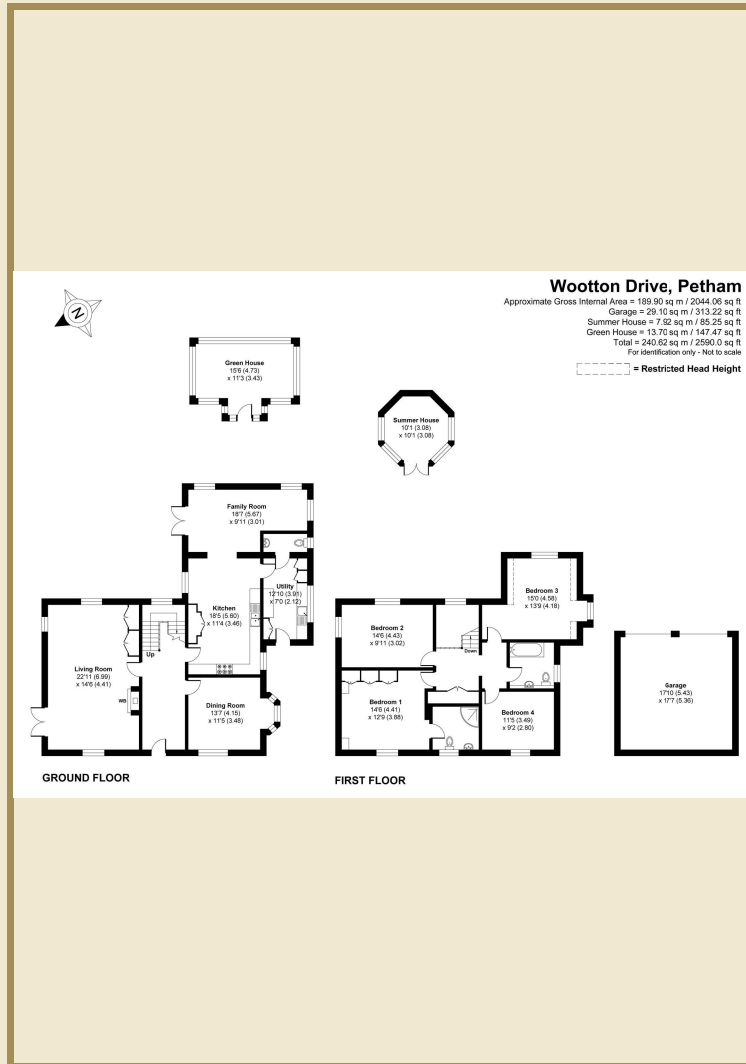 Wootton Drive, Petham
Approximate Gross Internal Area = 189.90 sq m / 2044.06 sq ft
Garage = 29.10 sq m / 313.22 sq ft
Summer House = 7.92 sq m / 85.25 sq ft
Green House = 13.70 sq m / 147.47 sq ft
Total = 240.62 sq m / 2590.0 sq ft
For identification only - Not to scale
= Restricted Head Height
N
Green House
15'6 (4.73)
x 11'3 (3.43)
Summer House
10'1 (3.08)
x 10'1 (3.08)
Family Room
18'7 (5.67)
x 9'11 (3.01)
Utility
12'10 (3.91)
x 7'0 (2.12)
Kitchen
18'5 (5.60)
x 11'4 (3.46)
Up
Living Room
22'11 (6.99)
x 14'6 (4.41)
WB
Dining Room
13'7 (4.15)
x 11'5 (3.48)
GROUND FLOOR
Bedroom 3
15'0 (4.58)
x 13'9 (4.18)
Bedroom 2
14'6 (4.43)
x 9'11 (3.02)
Down
Bedroom 1
14'6 (4.41)
x 12'9 (3.88)
Bedroom 4
11'5 (3.49)
x 9'2 (2.80)
FIRST FLOOR
Garage
17'10 (5.43)
x 17'7 (5.36)